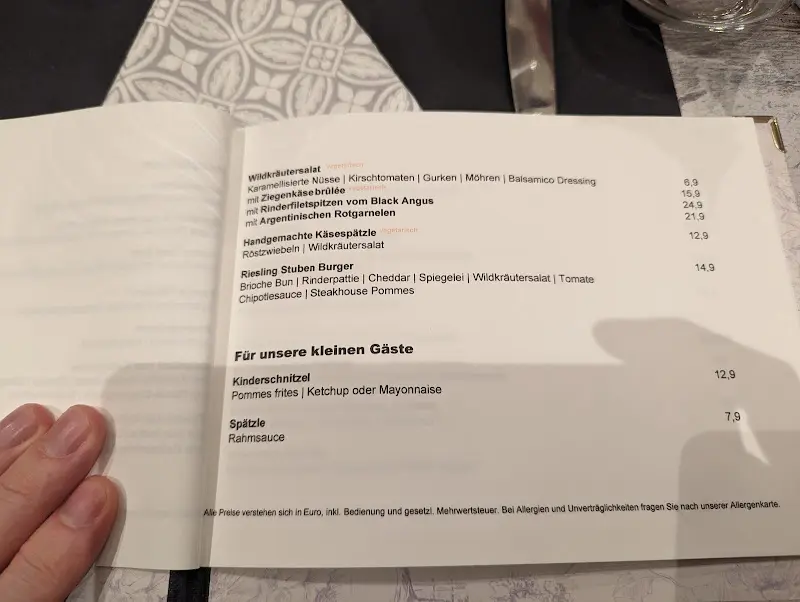 Wildkräutersalat vegetarisch
Karamellisierte Nüsse | Kirschtomaten | Gurken | Möhren | Balsamico Dressing 6,9
mit Ziegenkäsebrûlée vegetarisch 15,9
mit Rinderfiletspitzen vom Black Angus 24,9
mit Argentinischen Rotgarnelen 21,9
Handgemachte Käsespätzle vegetarisch 12,9
Röstzwiebeln | Wildkräutersalat
Riesling Stuben Burger 14,9
Brioche Bun | Rinderpattie | Cheddar | Spiegelei | Wildkräutersalat | Tomate
Chipotlesauce | Steakhouse Pommes
Für unsere kleinen Gäste
Kinderschnitzel 12,9
Pommes frites | Ketchup oder Mayonnaise
Spätzle 7,9
Rahmsauce
Alle Preise verstehen sich in Euro, inkl. Bedienung und gesetzl. Mehrwertsteuer. Bei Allergien und Unverträglichkeiten fragen Sie nach unserer Allergenkarte.